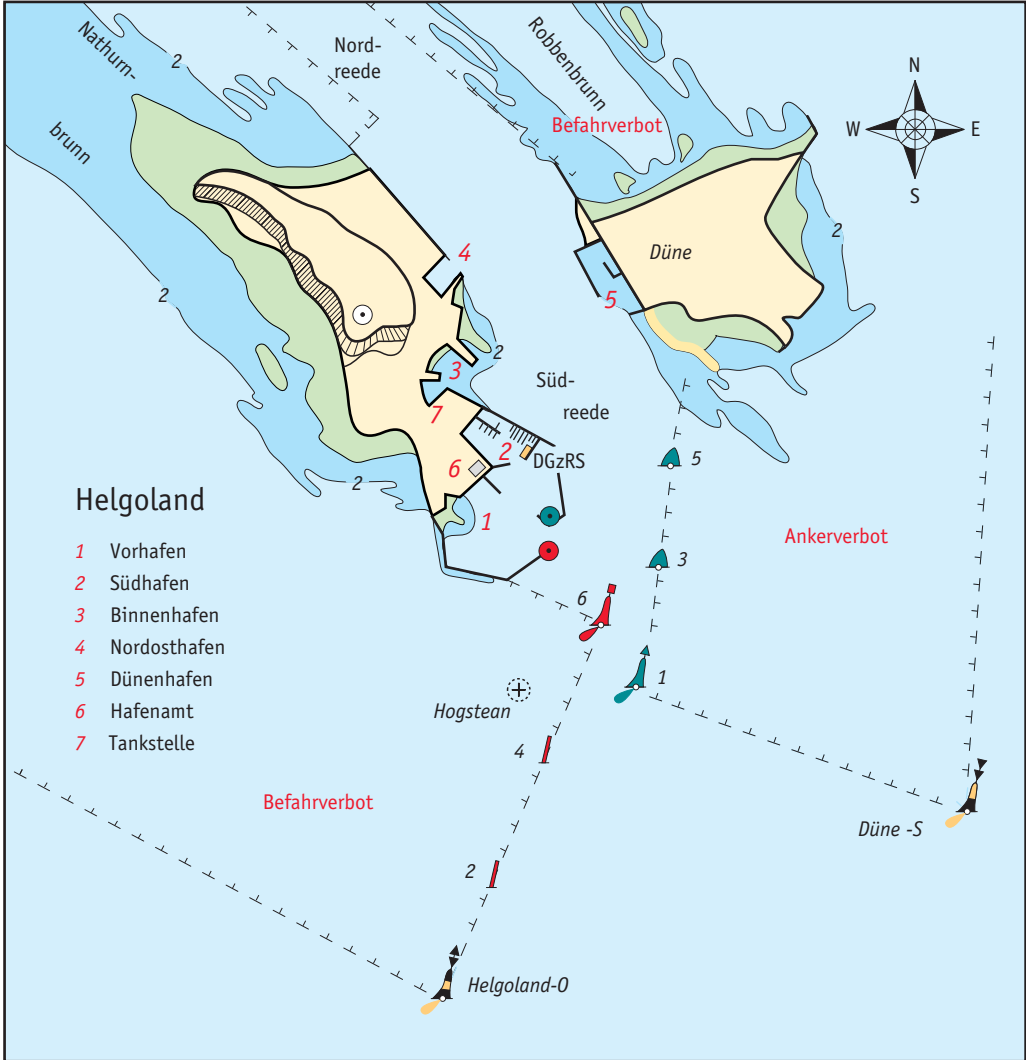 Nathurn-
brunn
2
Nord-
reede
Robbenbrunn
Befahrverbot
N
W
E
S
2
2
Düne
4
5
2
3
Süd-
reede
7
2
DGzRS
6
2
1
5
Ankerverbot
3
6
1
Hogstean
4
Helgoland
1 Vorhafen
2 Südhafen
3 Binnenhafen
4 Nordosthafen
5 Dünenhafen
6 Hafenamt
7 Tankstelle
Befahrverbot
Düne -S
2
Helgoland-O